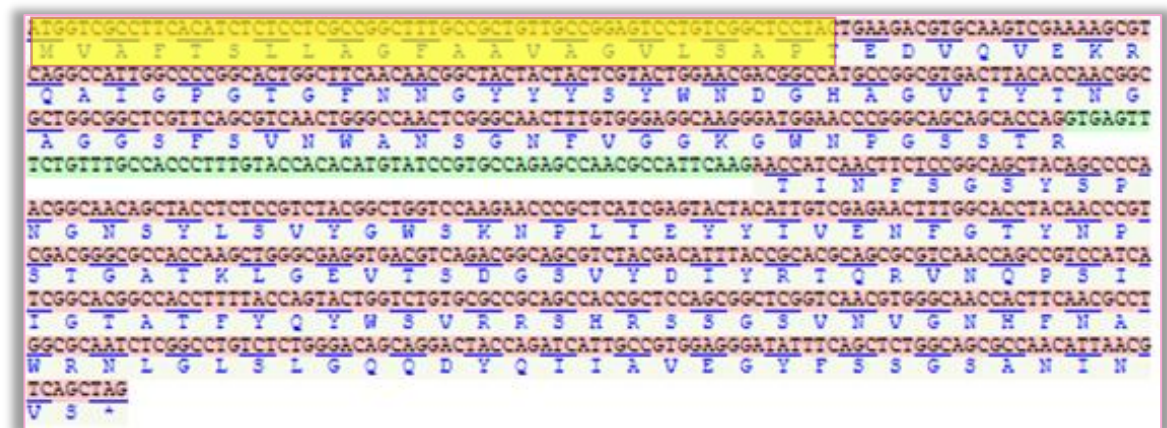 ATGGTCGCCTTCACATCTCTCCTCGCCGGCTTTGCCGCTGTTGCCGGAGTCCTGTCGGCTCCTACTGAAGACGTGCAAGTCGAAAAGCGT
M V A F T S L L A G F A A V A G V L S A P T E D V Q V E K R
CAGGCCATTGGCCCCGGCACTGGCTTCAACAACGGCTACTACTACTCGTACTGGAACGACGGCCATGCCGGCGTGACTTACACCAACGGC
Q A I G P G T G F N N G Y Y Y S Y W N D G H A G V T Y T N G
GCTGGCGGCTCGTTCAGCGTCAACTGGGCCAACTCGGGCAACTTTGTGGGAGGCAAGGGATGGAACCCGGGCAGCAGCACCAGGTGAGTT
A G G S F S V N W A N S G N F V G G K G W N P G S S T R
TCTGTTTGCCACCCTTTGTACCACACATGTATCCGTGCCAGAGCCAACGCCATTCAAGAACCATCAACTTCTCCGGCAGCTACAGCCCCA
T I N F S G S Y S P
ACGGCAACAGCTACCTCTCCGTCTACGGCTGGTCCAAGAACCCGCTCATCGAGTACTACATTGTCGAGAACTTTGGCACCTACAACCCGT
N G N S Y L S V Y G W S K N P L I E Y Y I V E N F G T Y N P
CGACGGGCGCCACCAAGCTGGGCGAGGTGACGTCAGACGGCAGCGTCTACGACATTTACCGCACGCAGCGCGTCAACCAGCCGTCCATCA
S T G A T K L G E V T S D G S V Y D I Y R T Q R V N Q P S I
TCGGCACGGCCACCTTTTACCAGTACTGGTCTGTGCGCCGCAGCCACCGCTCCAGCGGCTCGGTCAACGTGGGCAACCACTTCAACGCCT
I G T A T F Y Q Y W S V R R S H R S S G S V N V G N H F N A
GGCGCAATCTCGGCCTGTCTCTGGGACAGCAGGACTACCAGATCATTGCCGTGGAGGGATATTTCAGCTCTGGCAGCGCCAACATTAACG
W R N L G L S L G Q Q D Y Q I I A V E G Y F S S G S A N I N
TCAGCTAG
V S *